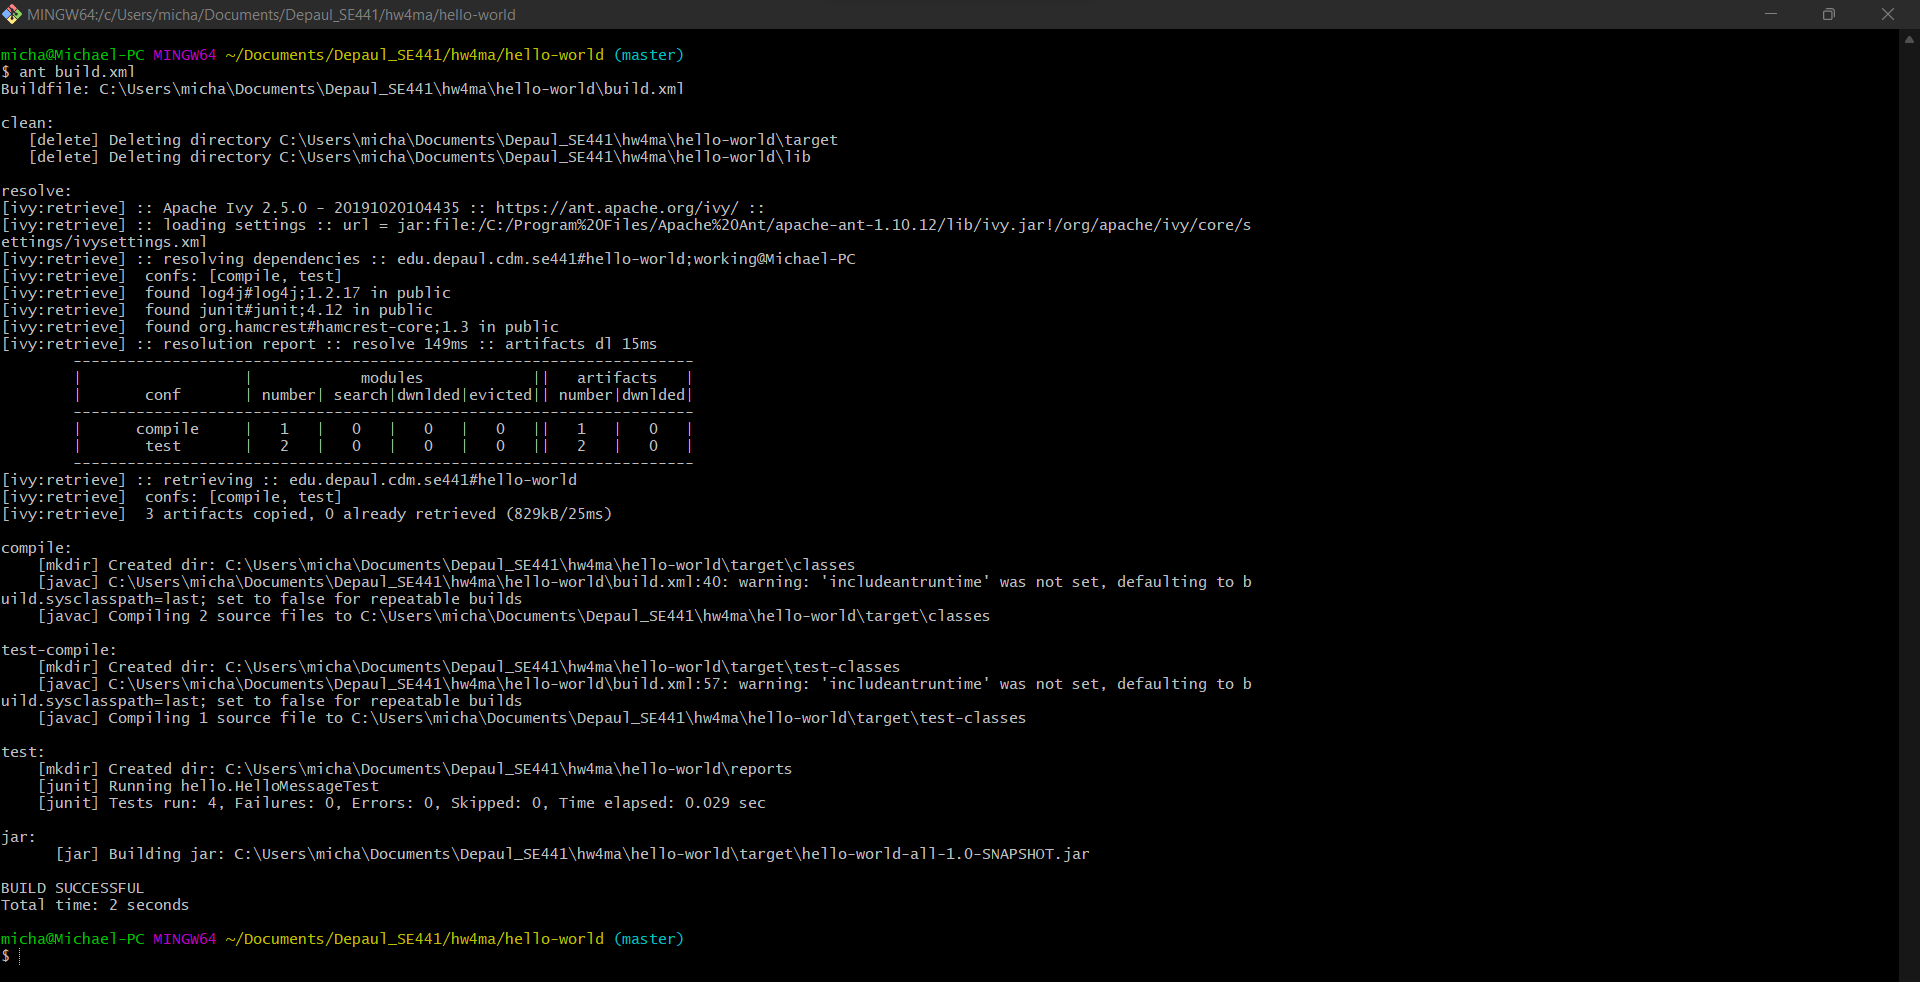 MINGW64:/c/Users/micha/Documents/Depaul_SE441/hw4ma/hello-world
micha@Michael-PC MINGW64 ~/Documents/Depaul_SE441/hw4ma/hello-world (master)
$ ant build.xml
Buildfile: C:\Users\micha\Documents\Depaul_SE441\hw4ma\hello-world\build.xml
clean:
[delete] Deleting directory C:\Users\micha\Documents\Depaul_SE441\hw4ma\hello-world\target
[delete] Deleting directory C:\Users\micha\Documents\Depaul_SE441\hw4ma\hello-world\lib
resolve:
[ivy:retrieve] :: Apache Ivy 2.5.0 - 20191020104435 :: https://ant.apache.org/ivy/ ::
[ivy:retrieve] :: loading settings :: url = jar:file:/C:/Program%20Files/Apache%20Ant/apache-ant-1.10.12/lib/ivy.jar!/org/apache/ivy/core/s
ettings/ivysettings.xml
[ivy:retrieve] :: resolving dependencies :: edu.depaul.cdm.se441#hello-world;working@Michael-PC
[ivy:retrieve]  confs: [compile, test]
[ivy:retrieve]  found log4j#log4j;1.2.17 in public
[ivy:retrieve]  found junit#junit;4.12 in public
[ivy:retrieve]  found org.hamcrest#hamcrest-core;1.3 in public
[ivy:retrieve] :: resolution report :: resolve 149ms :: artifacts dl 15ms
---------------------------------------------------------------------
|                  |            modules            ||   artifacts   |
|       conf       | number| search|dwnlded|evicted|| number|dwnlded|
---------------------------------------------------------------------
|      compile     |   1   |   0   |   0   |   0   ||   1   |   0   |
|       test       |   2   |   0   |   0   |   0   ||   2   |   0   |
---------------------------------------------------------------------
[ivy:retrieve] :: retrieving :: edu.depaul.cdm.se441#hello-world
[ivy:retrieve]  confs: [compile, test]
[ivy:retrieve]  3 artifacts copied, 0 already retrieved (829kB/25ms)
compile:
[mkdir] Created dir: C:\Users\micha\Documents\Depaul_SE441\hw4ma\hello-world\target\classes
[javac] C:\Users\micha\Documents\Depaul_SE441\hw4ma\hello-world\build.xml:40: warning: 'includeantruntime' was not set, defaulting to b
uild.sysclasspath=last; set to false for repeatable builds
[javac] Compiling 2 source files to C:\Users\micha\Documents\Depaul_SE441\hw4ma\hello-world\target\classes
test-compile:
[mkdir] Created dir: C:\Users\micha\Documents\Depaul_SE441\hw4ma\hello-world\target\test-classes
[javac] C:\Users\micha\Documents\Depaul_SE441\hw4ma\hello-world\build.xml:57: warning: 'includeantruntime' was not set, defaulting to b
uild.sysclasspath=last; set to false for repeatable builds
[javac] Compiling 1 source file to C:\Users\micha\Documents\Depaul_SE441\hw4ma\hello-world\target\test-classes
test:
[mkdir] Created dir: C:\Users\micha\Documents\Depaul_SE441\hw4ma\hello-world\reports
[junit] Running hello.HelloMessageTest
[junit] Tests run: 4, Failures: 0, Errors: 0, Skipped: 0, Time elapsed: 0.029 sec
jar:
[jar] Building jar: C:\Users\micha\Documents\Depaul_SE441\hw4ma\hello-world\target\hello-world-all-1.0-SNAPSHOT.jar
BUILD SUCCESSFUL
Total time: 2 seconds
micha@Michael-PC MINGW64 ~/Documents/Depaul_SE441/hw4ma/hello-world (master)
$